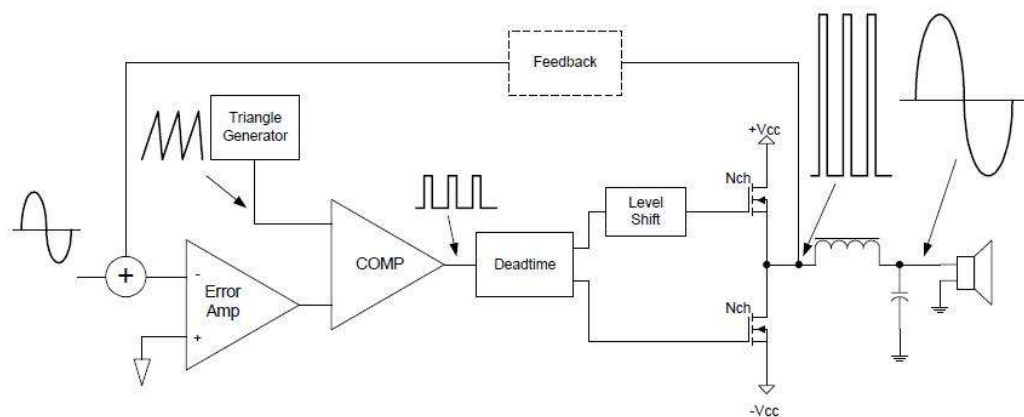 Feedback
Triangle
Generator
+Vcc
Nch
Level
Shift
COMP
Deadtime
+
-
Error
Amp
+
Nch
-Vcc